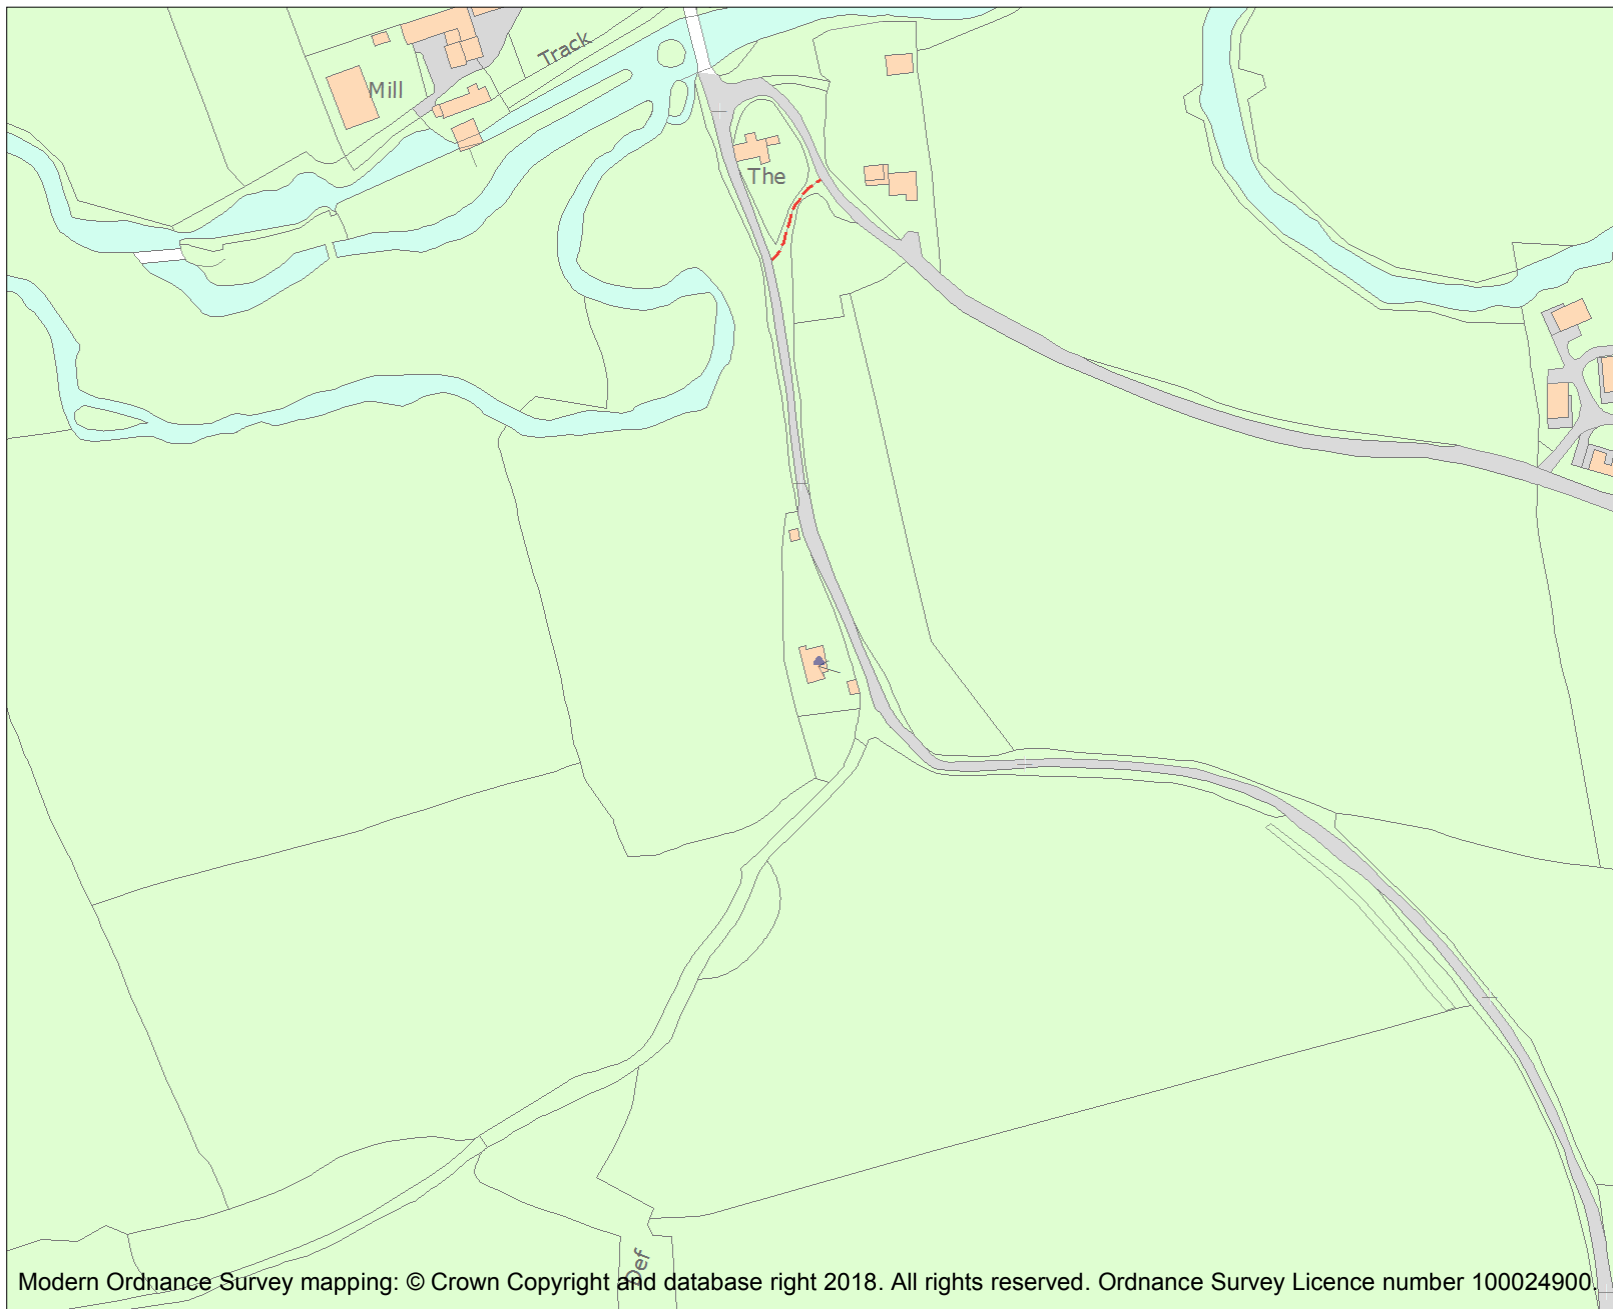 Track
Mill
The
Def
Modern Ordnance Survey mapping: © Crown Copyright and database right 2018. All rights reserved. Ordnance Survey Licence number 100024900.